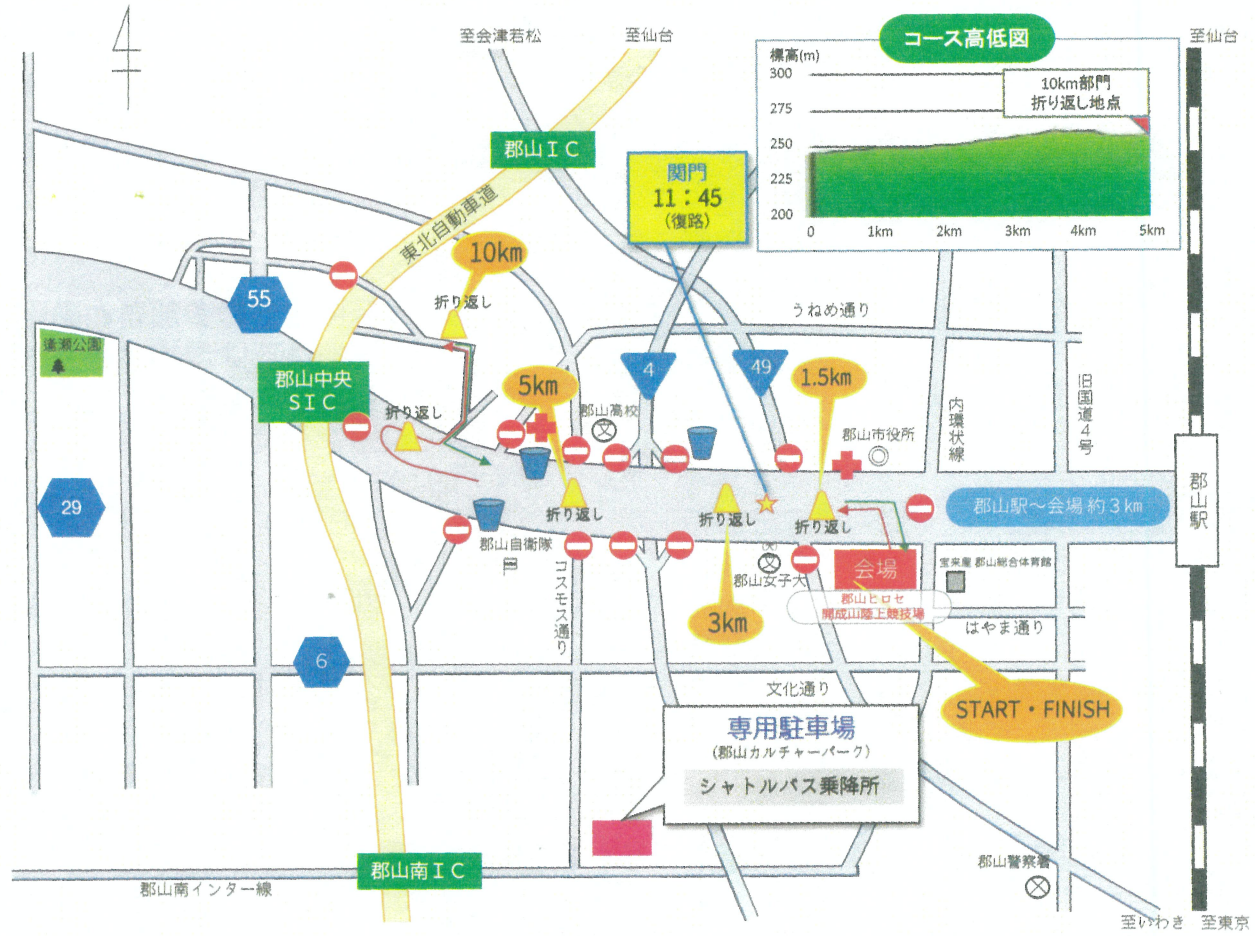 至会津若松
至仙台
コース高低図
至仙台
標高(m)
300
275
250
225
200
10km部門
折り返し地点
0
1km
2km
3km
4km
5km
郡山IC
関門
11:45
(復路)
東北自動車道
10km
折り返し
55
うねめ通り
逢瀬公園
郡山中央
SIC
折り返し
5km
4
49
1.5km
郡山高校
文
内環状線
旧国道4号
郡山市役所
29
折り返し
折り返し
折り返し
郡山駅〜会場 約3km
郡山駅
郡山自衛隊
コスモス通り
(大)
文
郡山女子大
会場
郡山ヒロセ
開成山陸上競技場
宝来屋 郡山総合体育館
3km
はやま通り
6
文化通り
START・FINISH
専用駐車場
(郡山カルチャーパーク)
シャトルバス乗降所
郡山南IC
郡山南インター線
郡山警察署
至いわき
至東京